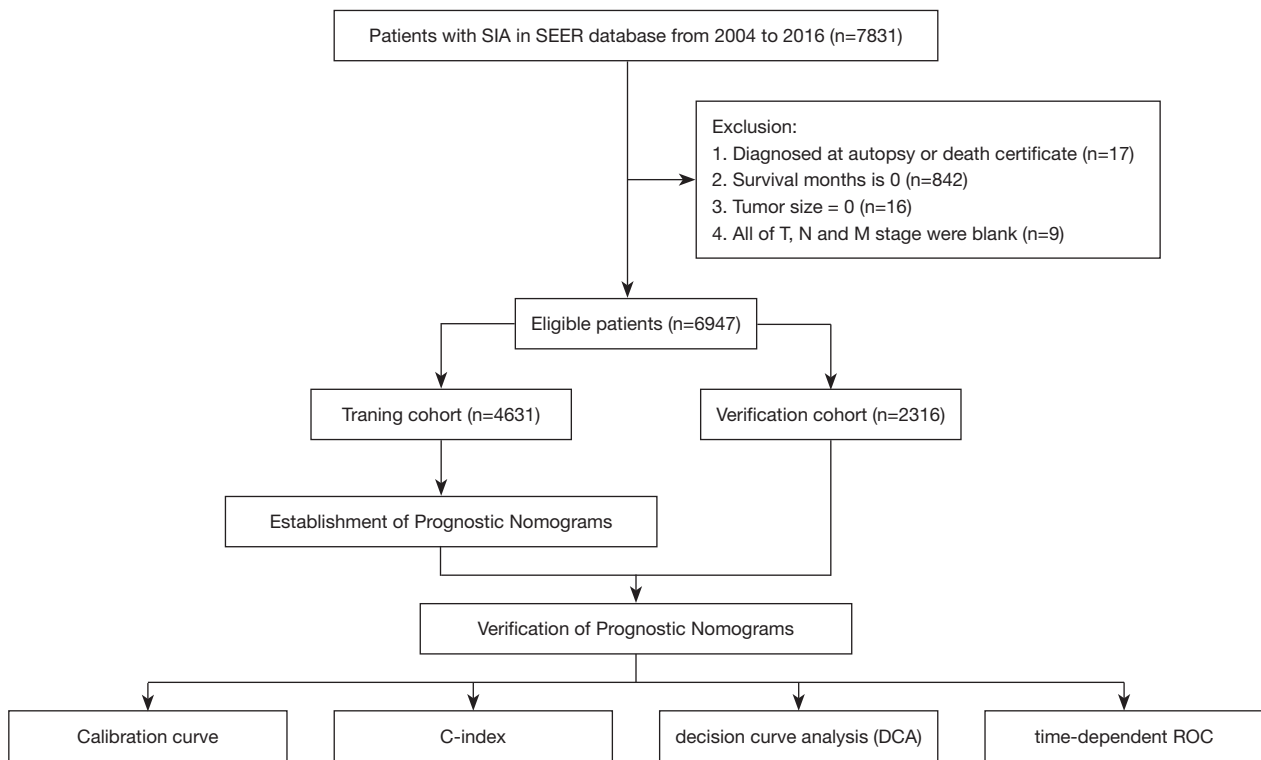 Patients with SIA in SEER database from 2004 to 2016 (n=7831)
Exclusion:
1. Diagnosed at autopsy or death certificate (n=17)
2. Survival months is 0 (n=842)
3. Tumor size = 0 (n=16)
4. All of T, N and M stage were blank (n=9)
Eligible patients (n=6947)
Traning cohort (n=4631)
Verification cohort (n=2316)
Establishment of Prognostic Nomograms
Verification of Prognostic Nomograms
Calibration curve
C-index
decision curve analysis (DCA)
time-dependent ROC